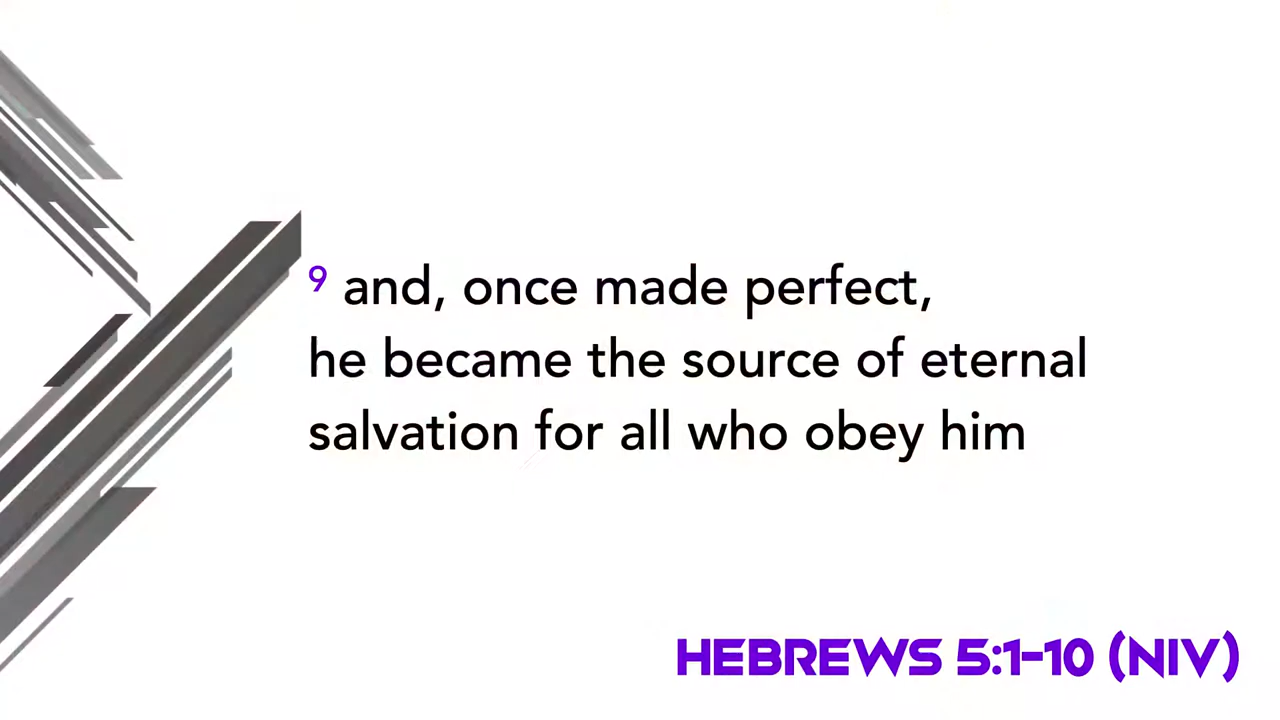 9 and, once made perfect,
he became the source of eternal
salvation for all who obey him
HEBREWS 5:1-10 (NIV)